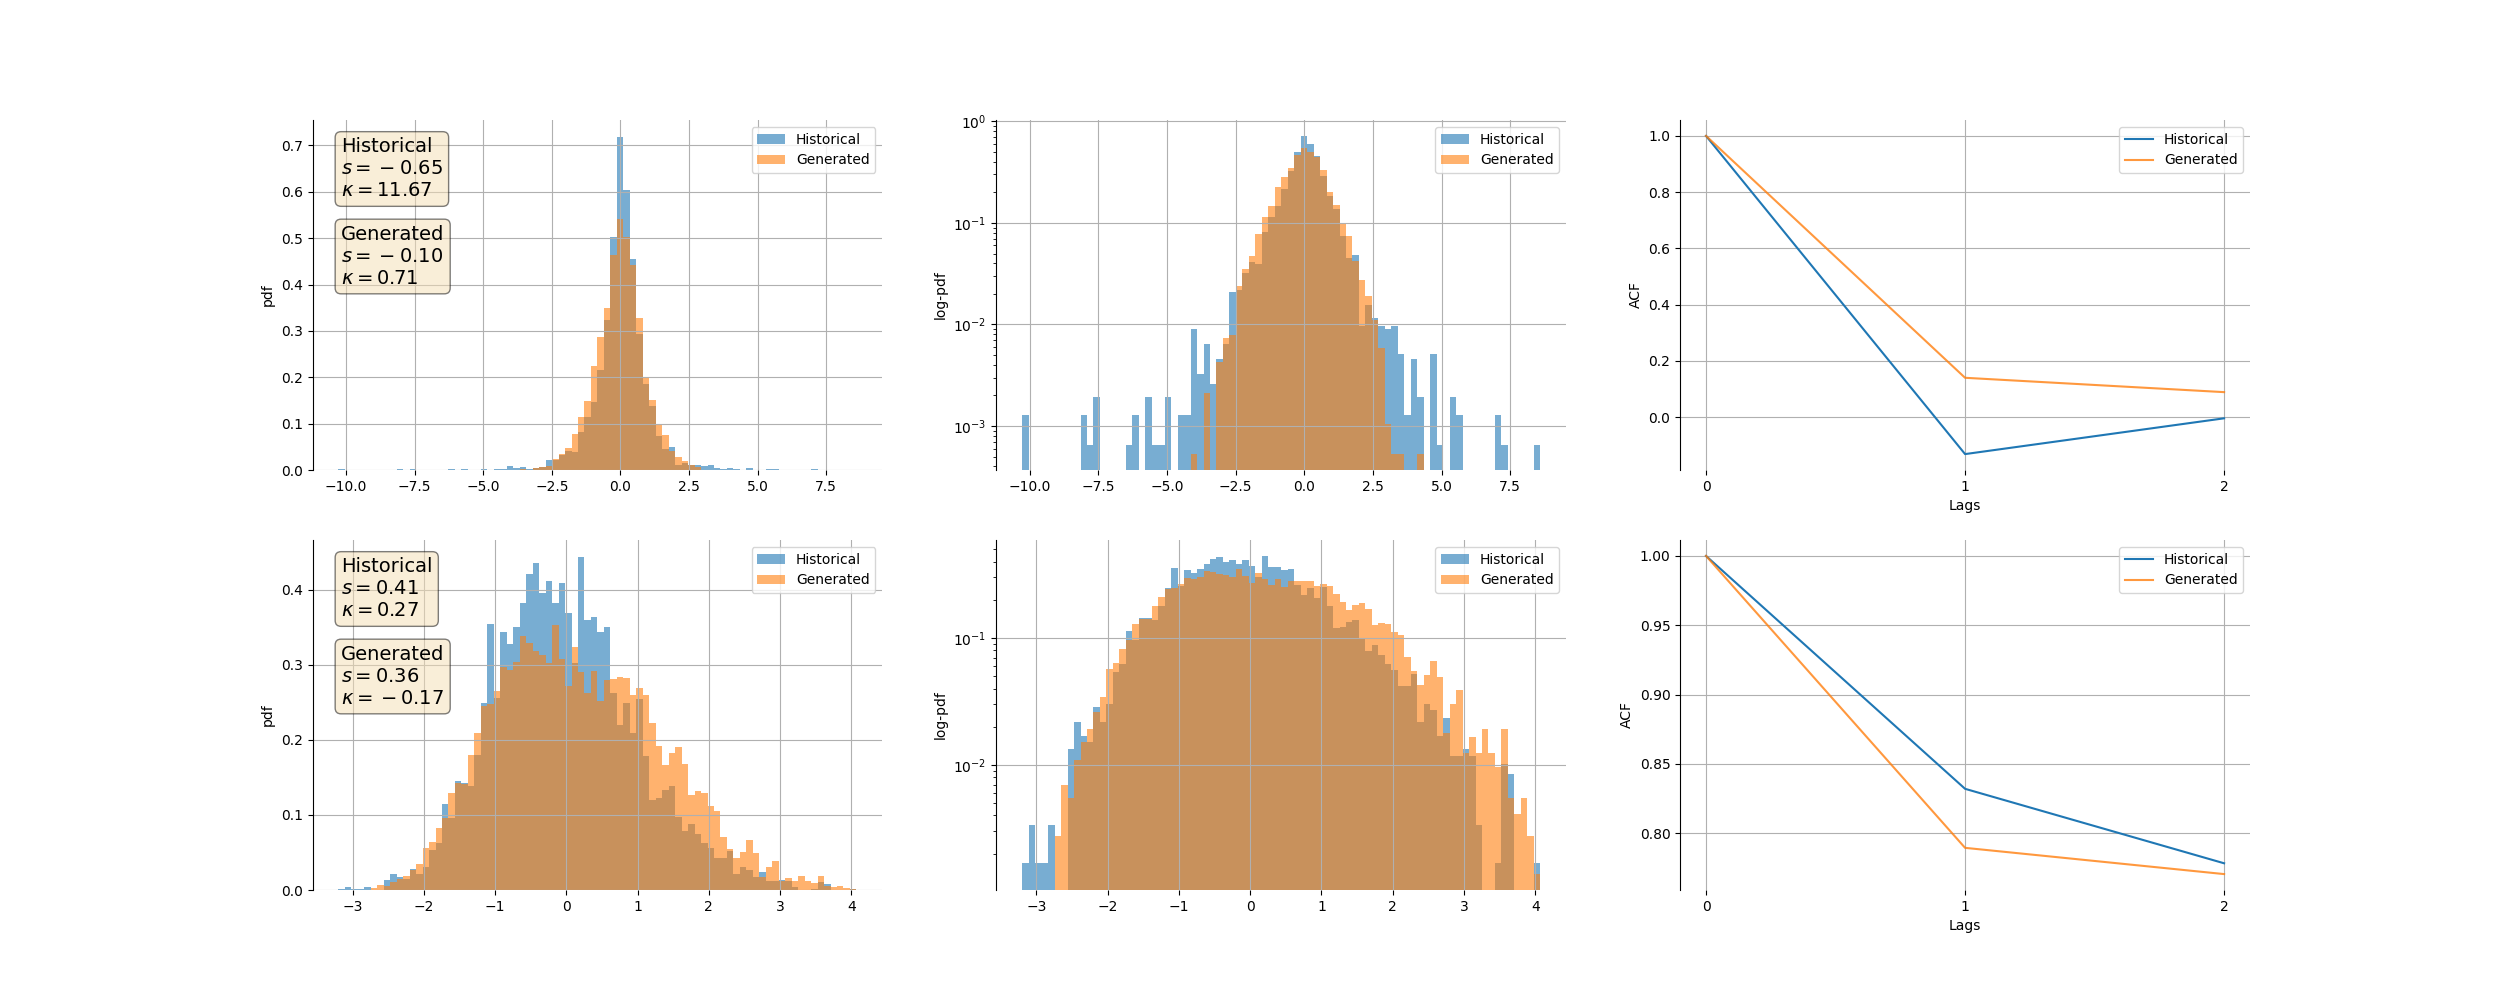 Historical
s = −0.65
κ = 11.67
Generated
s = −0.10
κ = 0.71
Historical
Generated
pdf
0.7
0.6
0.5
0.4
0.3
0.2
0.1
0.0
−10.0 −7.5 −5.0 −2.5 0.0 2.5 5.0 7.5
Historical
Generated
log-pdf
10⁰
10⁻¹
10⁻²
10⁻³
−10.0 −7.5 −5.0 −2.5 0.0 2.5 5.0 7.5
Historical
Generated
ACF
1.0
0.8
0.6
0.4
0.2
0.0
0 1 2
Lags
Historical
s = 0.41
κ = 0.27
Generated
s = 0.36
κ = −0.17
Historical
Generated
pdf
0.4
0.3
0.2
0.1
0.0
−3 −2 −1 0 1 2 3 4
Historical
Generated
log-pdf
10⁻¹
10⁻²
−3 −2 −1 0 1 2 3 4
Historical
Generated
ACF
1.00
0.95
0.90
0.85
0.80
0 1 2
Lags